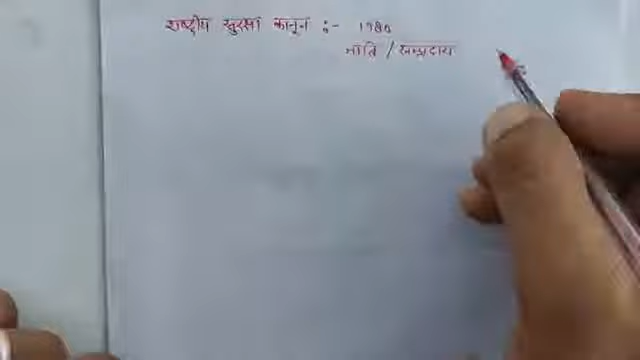 राष्ट्रीय सुरक्षा कानून :- 1980
जाति / सम्प्रदाय